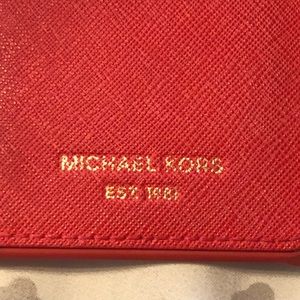 MICHAEL KORS
EST. 1981